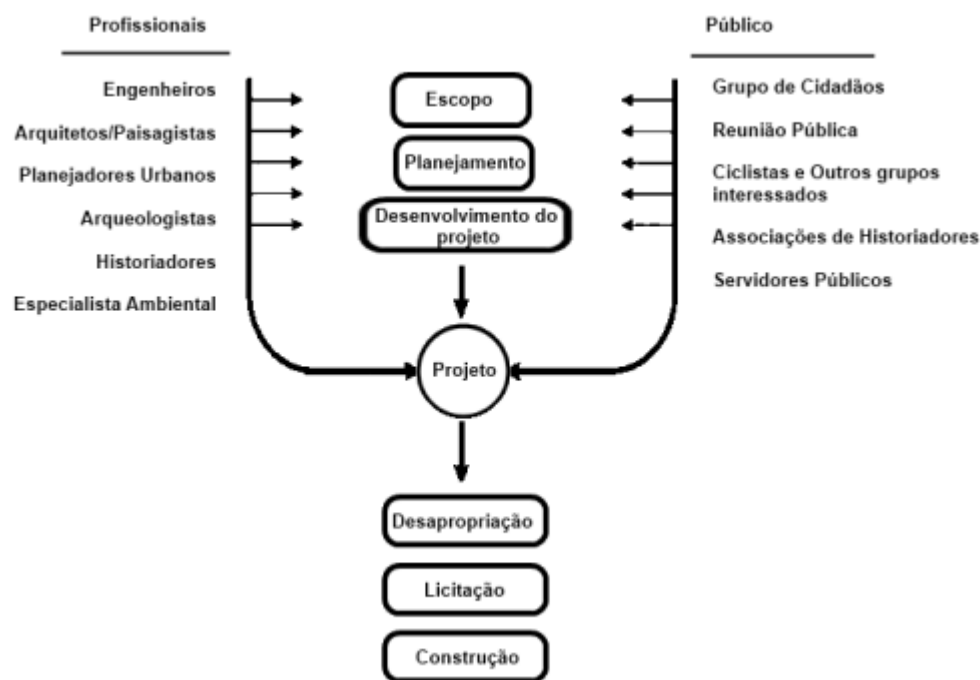 Profissionais
Engenheiros
Arquitetos/Paisagistas
Planejadores Urbanos
Arqueologistas
Historiadores
Especialista Ambiental
Escopo
Planejamento
Desenvolvimento do
projeto
Projeto
Desapropriação
Licitação
Construção
Público
Grupo de Cidadãos
Reunião Pública
Ciclistas e Outros grupos
interessados
Associações de Historiadores
Servidores Públicos